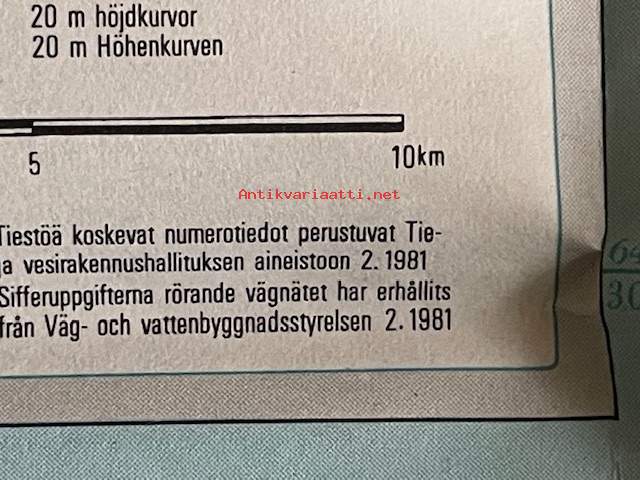 20 m höjdkurvor
20 m Höhenkurven
5 10km
Antikvariaatti.net
Tiestöä koskevat numerotiedot perustuvat Tie-
ja vesirakennushallituksen aineistoon 2.1981
Sifferuppgifterna rörande vägnätet har erhållits
från Väg- och vattenbyggnadsstyrelsen 2.1981